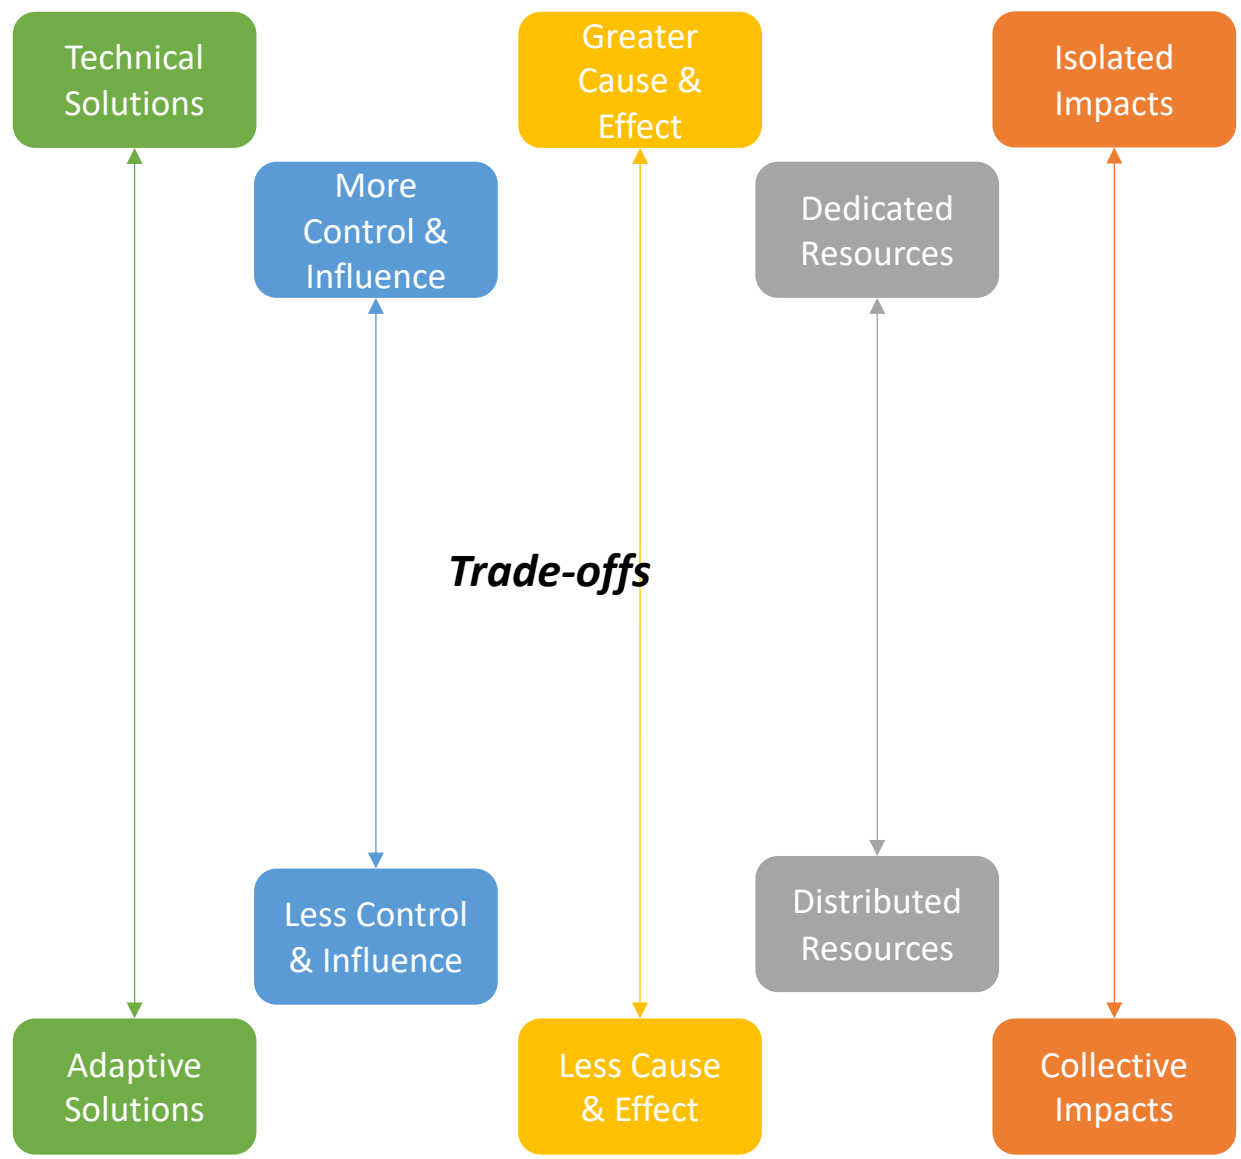 Technical
Solutions
Greater
Cause &
Effect
Isolated
Impacts
More
Control &
Influence
Dedicated
Resources
Trade-offs
Less Control
& Influence
Distributed
Resources
Adaptive
Solutions
Less Cause
& Effect
Collective
Impacts